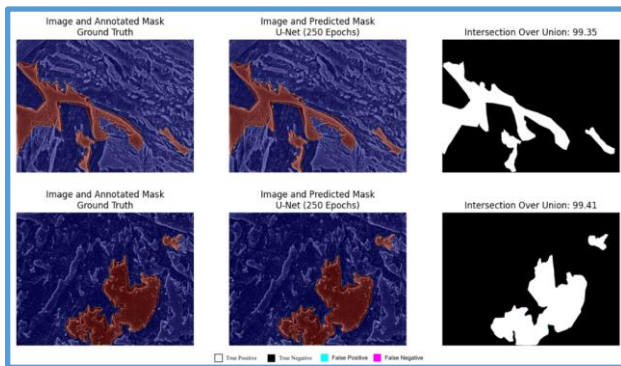 Image and Annotated Mask
Ground Truth
Image and Predicted Mask
U-Net (250 Epochs)
Intersection Over Union: 99.35
Image and Annotated Mask
Ground Truth
Image and Predicted Mask
U-Net (250 Epochs)
Intersection Over Union: 99.41
True Positive
True Negative
False Positive
False Negative